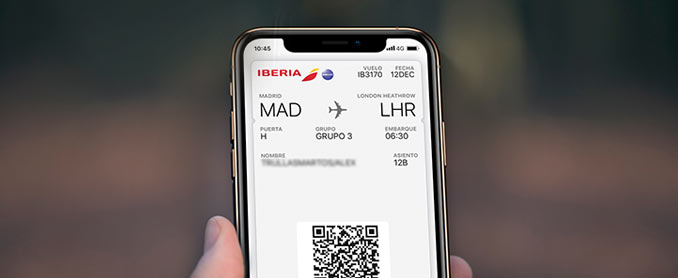 10:45 4G
IBERIA
VUELO FECHA
IB3170 12DEC
MADRID LONDON HEATHROW
MAD LHR
PUERTA GRUPO EMBARQUE
H GRUPO 3 06:30
NOMBRE ASIENTO
12B